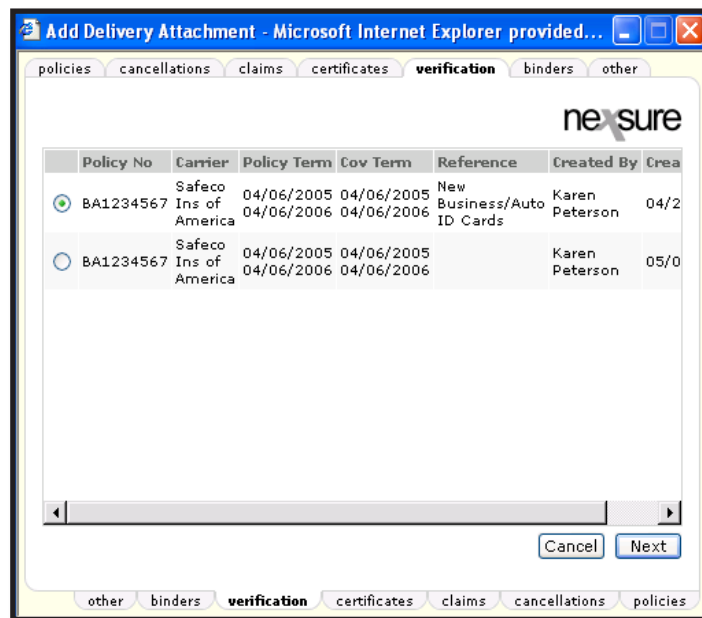 Add Delivery Attachment - Microsoft Internet Explorer provided...
policies cancellations claims certificates verification binders other
nexsure
Policy No Carrier Policy Term Cov Term Reference Created By Crea
BA1234567 Safeco Ins of America 04/06/2005 04/06/2006 04/06/2005 04/06/2006 New Business/Auto ID Cards Karen Peterson 04/2
BA1234567 Safeco Ins of America 04/06/2005 04/06/2006 04/06/2005 04/06/2006 Karen Peterson 05/0
Cancel Next
other binders verification certificates claims cancellations policies